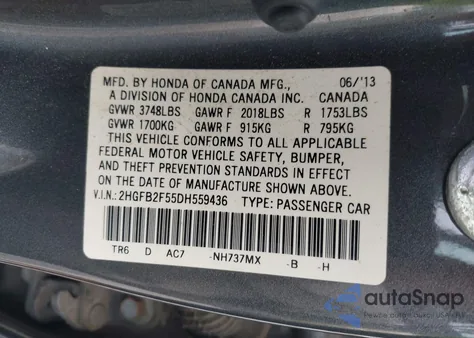 MFD. BY HONDA OF CANADA MFG., 06/'13
A DIVISION OF HONDA CANADA INC. CANADA
GVWR 3748LBS GAWR F 2018LBS R 1753LBS
GVWR 1700KG GAWR F 915KG R 795KG
THIS VEHICLE CONFORMS TO ALL APPLICABLE
FEDERAL MOTOR VEHICLE SAFETY, BUMPER,
AND THEFT PREVENTION STANDARDS IN EFFECT
ON THE DATE OF MANUFACTURE SHOWN ABOVE.
V.I.N.: 2HGFB2F55DH559436 TYPE: PASSENGER CAR
TR6 D AC7 -NH737MX -B -H
autoSnap